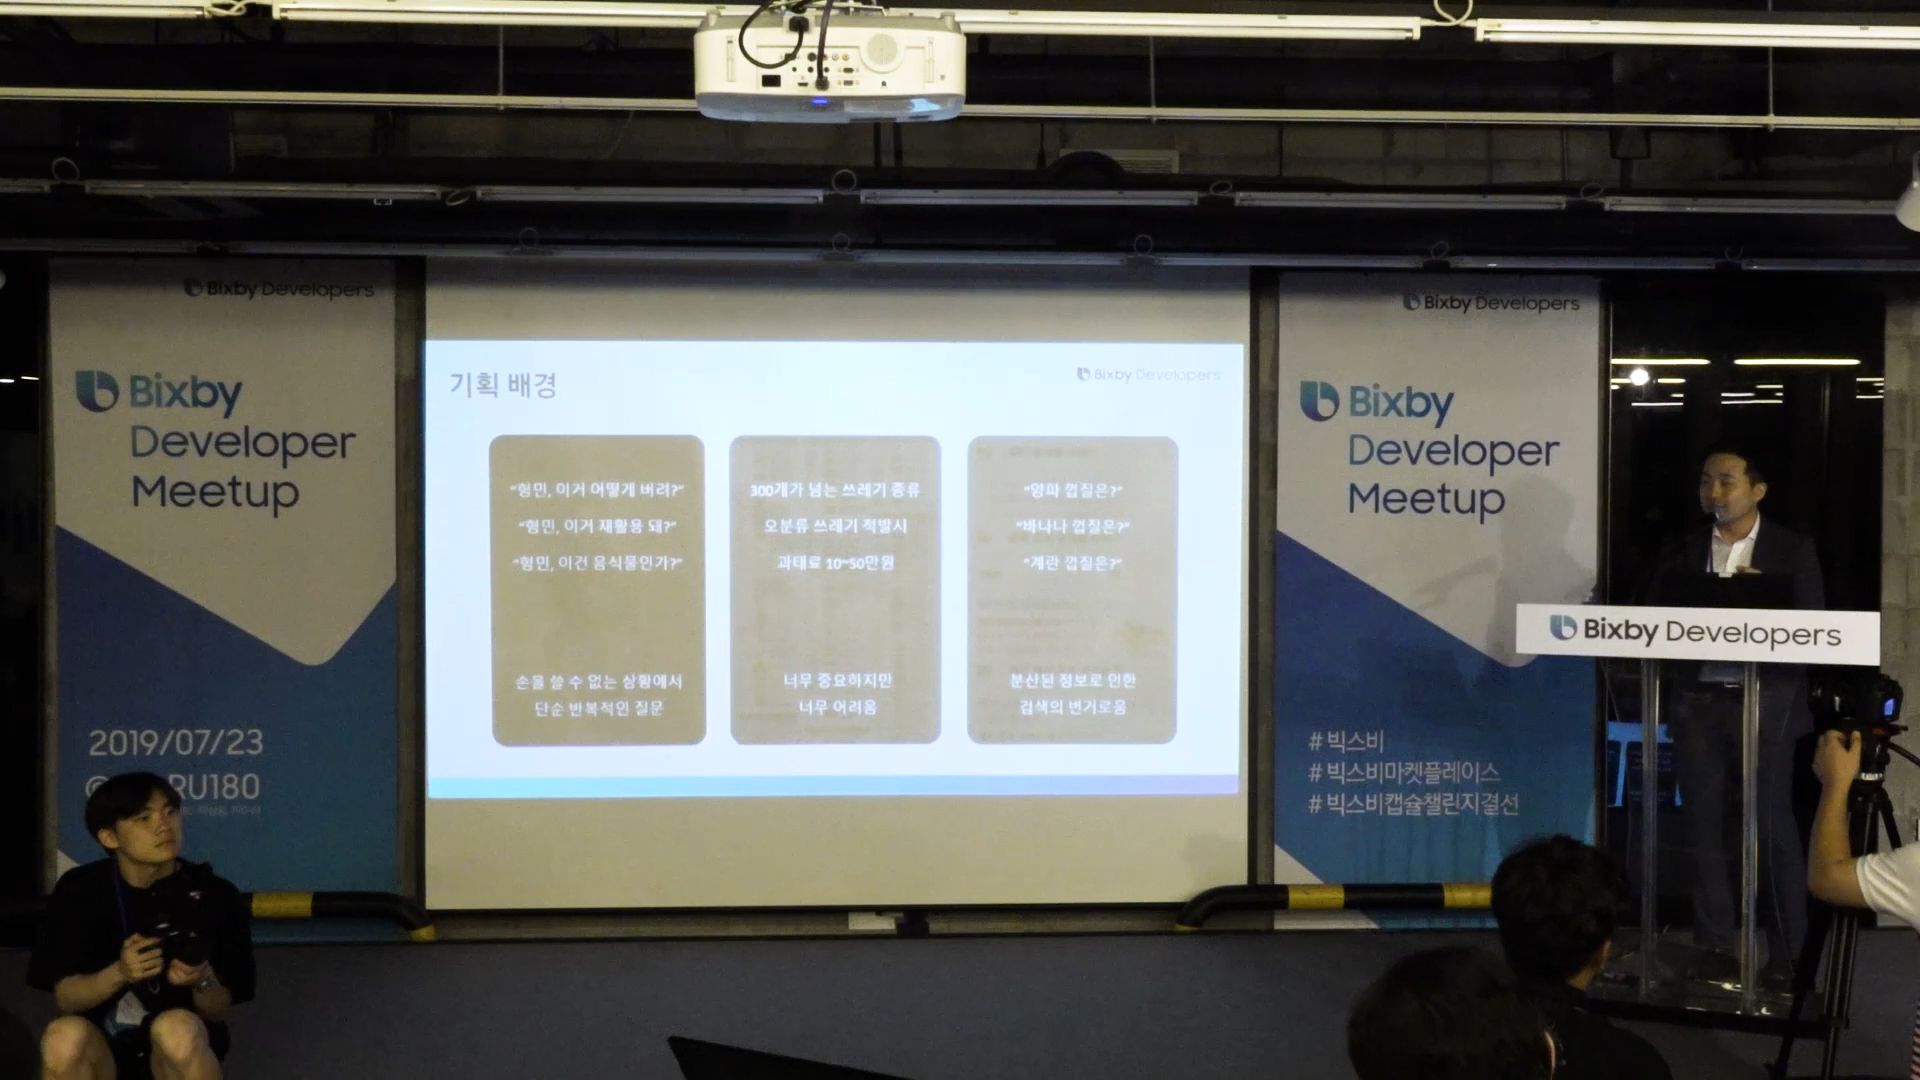 Bixby Developers
Bixby
Developer
Meetup
2019/07/23
RU180
기획 배경
Bixby Developers
"형민, 이거 어떻게 버려?"
"형민, 이거 재활용 돼?"
"형민, 이건 음식물인가?"
손을 쓸 수 없는 상황에서
단순 반복적인 질문
300개가 넘는 쓰레기 종류
오분류 쓰레기 적발시
과태료 10~50만원
너무 중요하지만
너무 어려움
"양파 껍질은?"
"바나나 껍질은?"
"계란 껍질은?"
분산된 정보로 인한
검색의 번거로움
Bixby Developers
Bixby
Developer
Meetup
#빅스비
#빅스비마켓플레이스
#빅스비캡슐챌린지결선
Bixby Developers